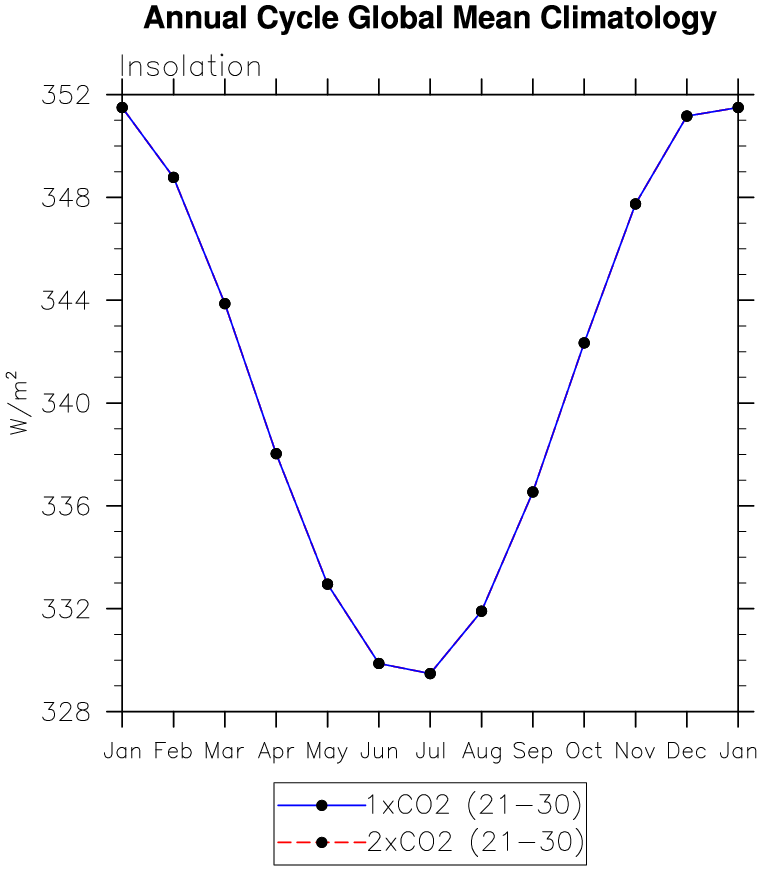 Annual Cycle Global Mean Climatology
Insolation
352
348
344
340
336
332
328
W/m²
Jan Feb Mar Apr May Jun Jul Aug Sep Oct Nov Dec Jan
1xCO2 (21−30)
2xCO2 (21−30)